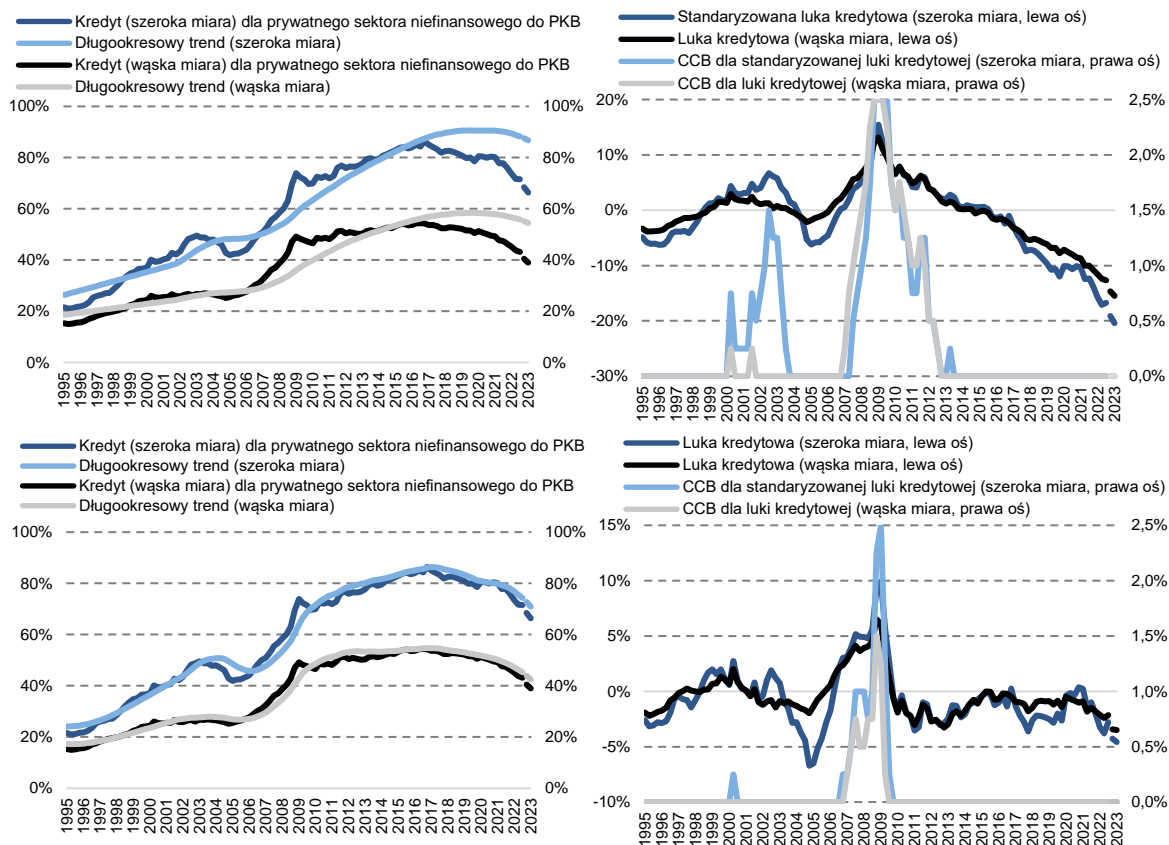 Kredyt (szeroka miara) dla prywatnego sektora niefinansowego do PKB
Długookresowy trend (szeroka miara)
Kredyt (wąska miara) dla prywatnego sektora niefinansowego do PKB
Długookresowy trend (wąska miara)
100% 100%
80% 80%
60% 60%
40% 40%
20% 20%
0% 0%
1995 1996 1997 1998 1999 2000 2001 2002 2003 2004 2005 2006 2007 2008 2009 2010 2011 2012 2013 2014 2015 2016 2017 2018 2019 2020 2021 2022 2023
Standaryzowana luka kredytowa (szeroka miara, lewa oś)
Luka kredytowa (wąska miara, lewa oś)
CCB dla standaryzowanej luki kredytowej (szeroka miara, prawa oś)
CCB dla luki kredytowej (wąska miara, prawa oś)
20% 2,5%
10% 2,0%
0% 1,5%
-10% 1,0%
-20% 0,5%
-30% 0,0%
1995 1996 1997 1998 1999 2000 2001 2002 2003 2004 2005 2006 2007 2008 2009 2010 2011 2012 2013 2014 2015 2016 2017 2018 2019 2020 2021 2022 2023
Kredyt (szeroka miara) dla prywatnego sektora niefinansowego do PKB
Długookresowy trend (szeroka miara)
Kredyt (wąska miara) dla prywatnego sektora niefinansowego do PKB
Długookresowy trend (wąska miara)
100% 100%
80% 80%
60% 60%
40% 40%
20% 20%
0% 0%
1995 1996 1997 1998 1999 2000 2001 2002 2003 2004 2005 2006 2007 2008 2009 2010 2011 2012 2013 2014 2015 2016 2017 2018 2019 2020 2021 2022 2023
Luka kredytowa (szeroka miara, lewa oś)
Luka kredytowa (wąska miara, lewa oś)
CCB dla standaryzowanej luki kredytowej (szeroka miara, prawa oś)
CCB dla luki kredytowej (wąska miara, prawa oś)
15% 2,5%
10% 2,0%
5% 1,5%
0% 1,0%
-5% 0,5%
-10% 0,0%
1995 1996 1997 1998 1999 2000 2001 2002 2003 2004 2005 2006 2007 2008 2009 2010 2011 2012 2013 2014 2015 2016 2017 2018 2019 2020 2021 2022 2023